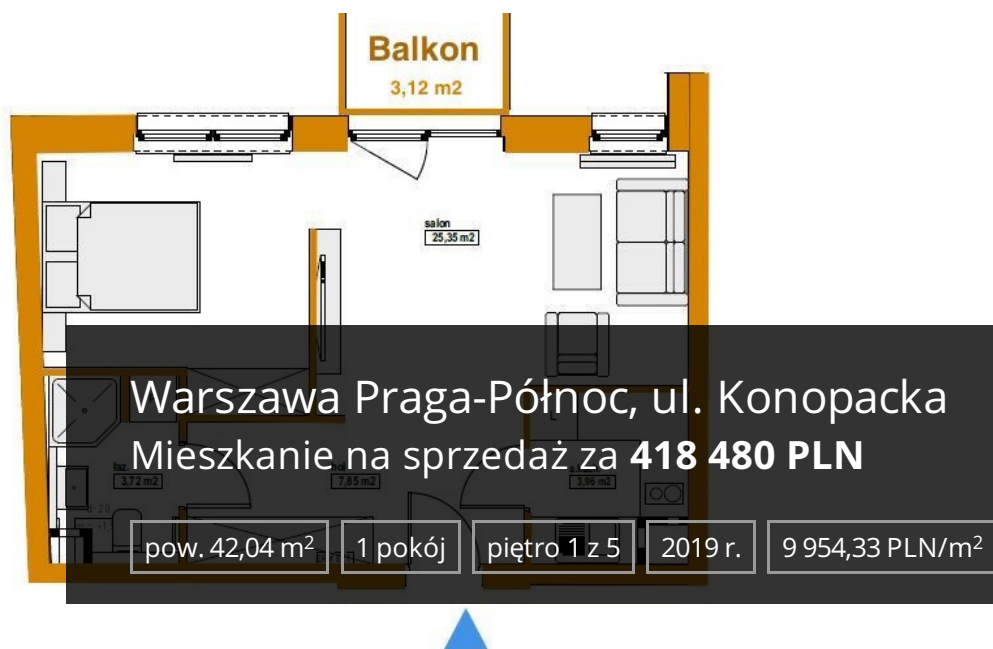 Balkon
3,12 m2
salon
25,35 m2
Warszawa Praga-Północ, ul. Konopacka
Mieszkanie na sprzedaż za 418 480 PLN
łaz.
3,72 m2
hol
7,85 m2
3,96 m2
pow. 42,04 m²
1 pokój
piętro 1 z 5
2019 r.
9 954,33 PLN/m²